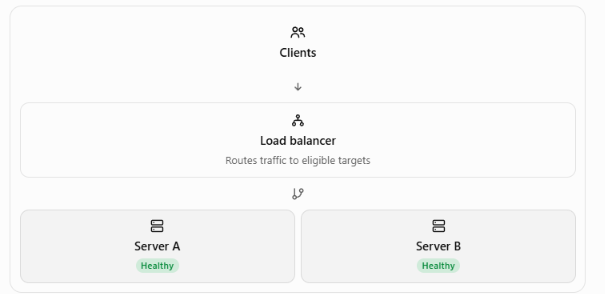 Clients
Load balancer
Routes traffic to eligible targets
Server A
Healthy
Server B
Healthy